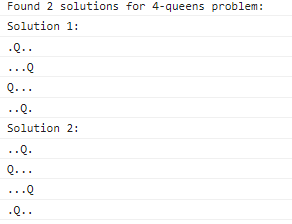 Found 2 solutions for 4-queens problem:
Solution 1:
.Q..
...Q
Q...
..Q.
Solution 2:
..Q.
Q...
...Q
.Q..